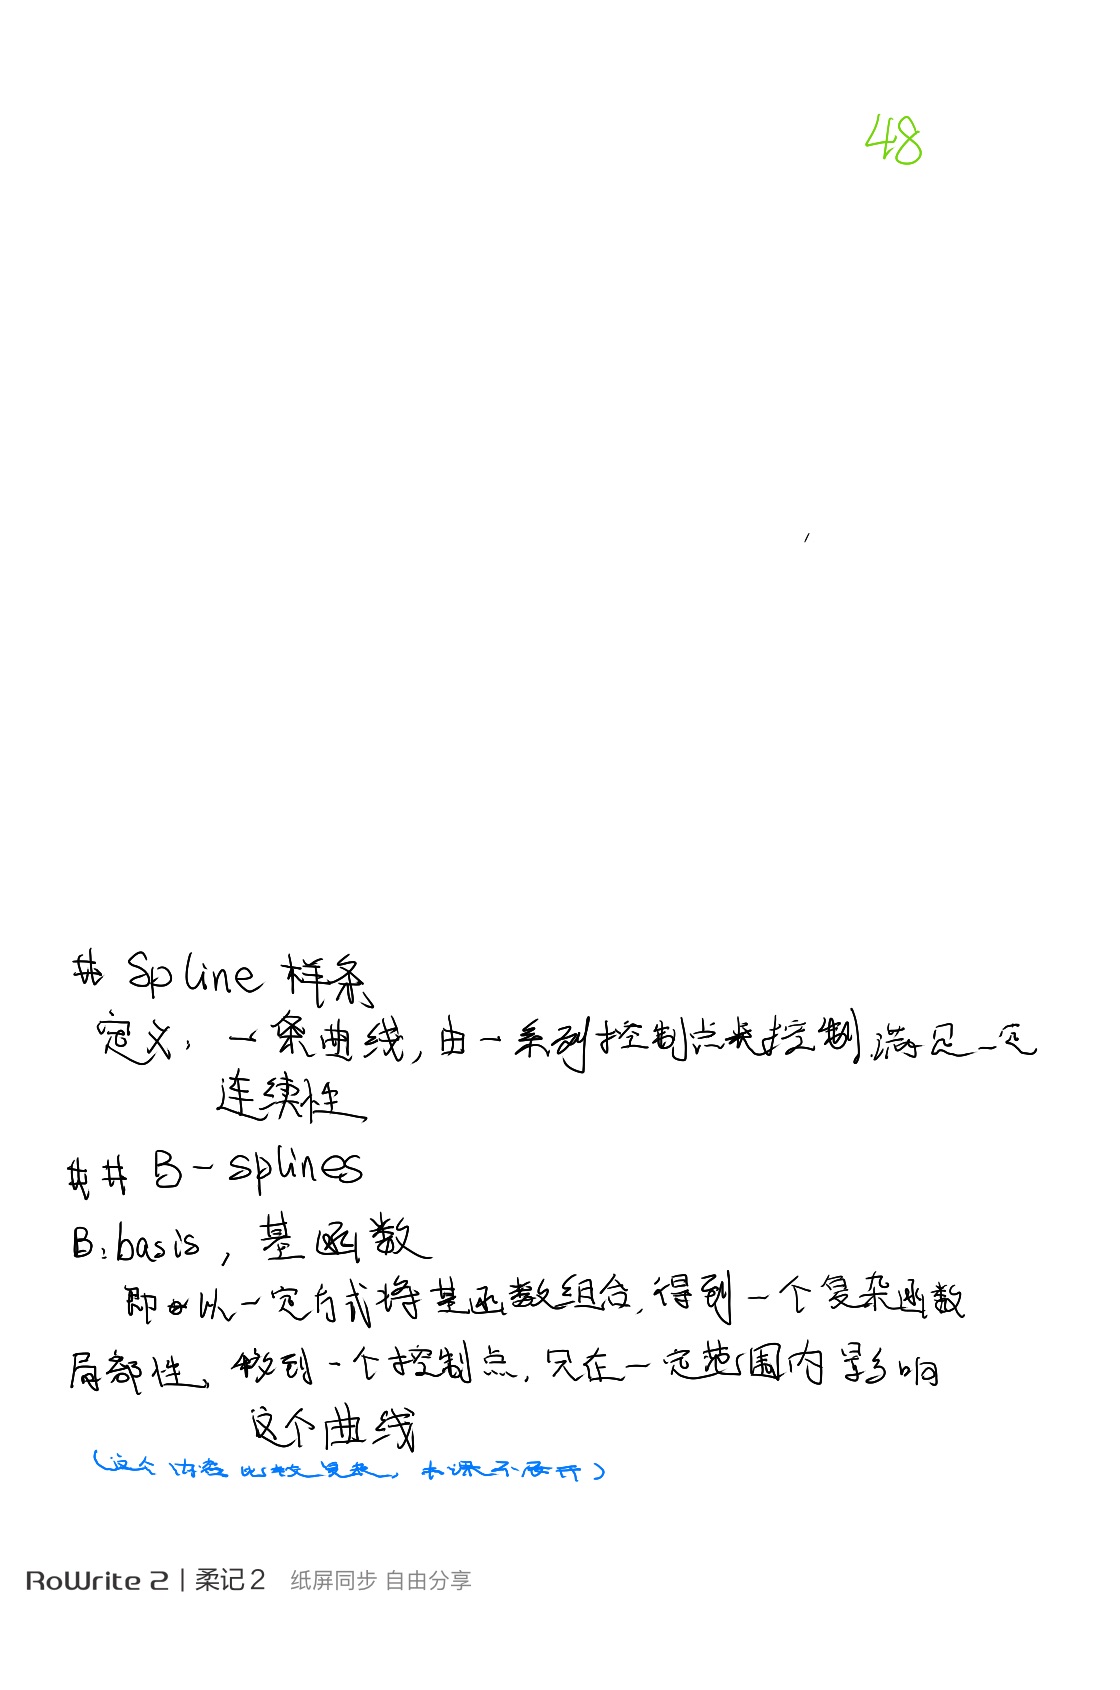 48
# Spline 样条
定义: 一条曲线, 由一系列控制点来控制, 满足一定
连续性
## B-splines
B: basis, 基函数
即以一定方式将基函数组合, 得到一个复杂函数
局部性, 移到一个控制点, 只在一定范围内影响
这个曲线
(这个内容比较复杂, 本课不展开)
RoWrite 2 | 柔记 2 纸屏同步 自由分享